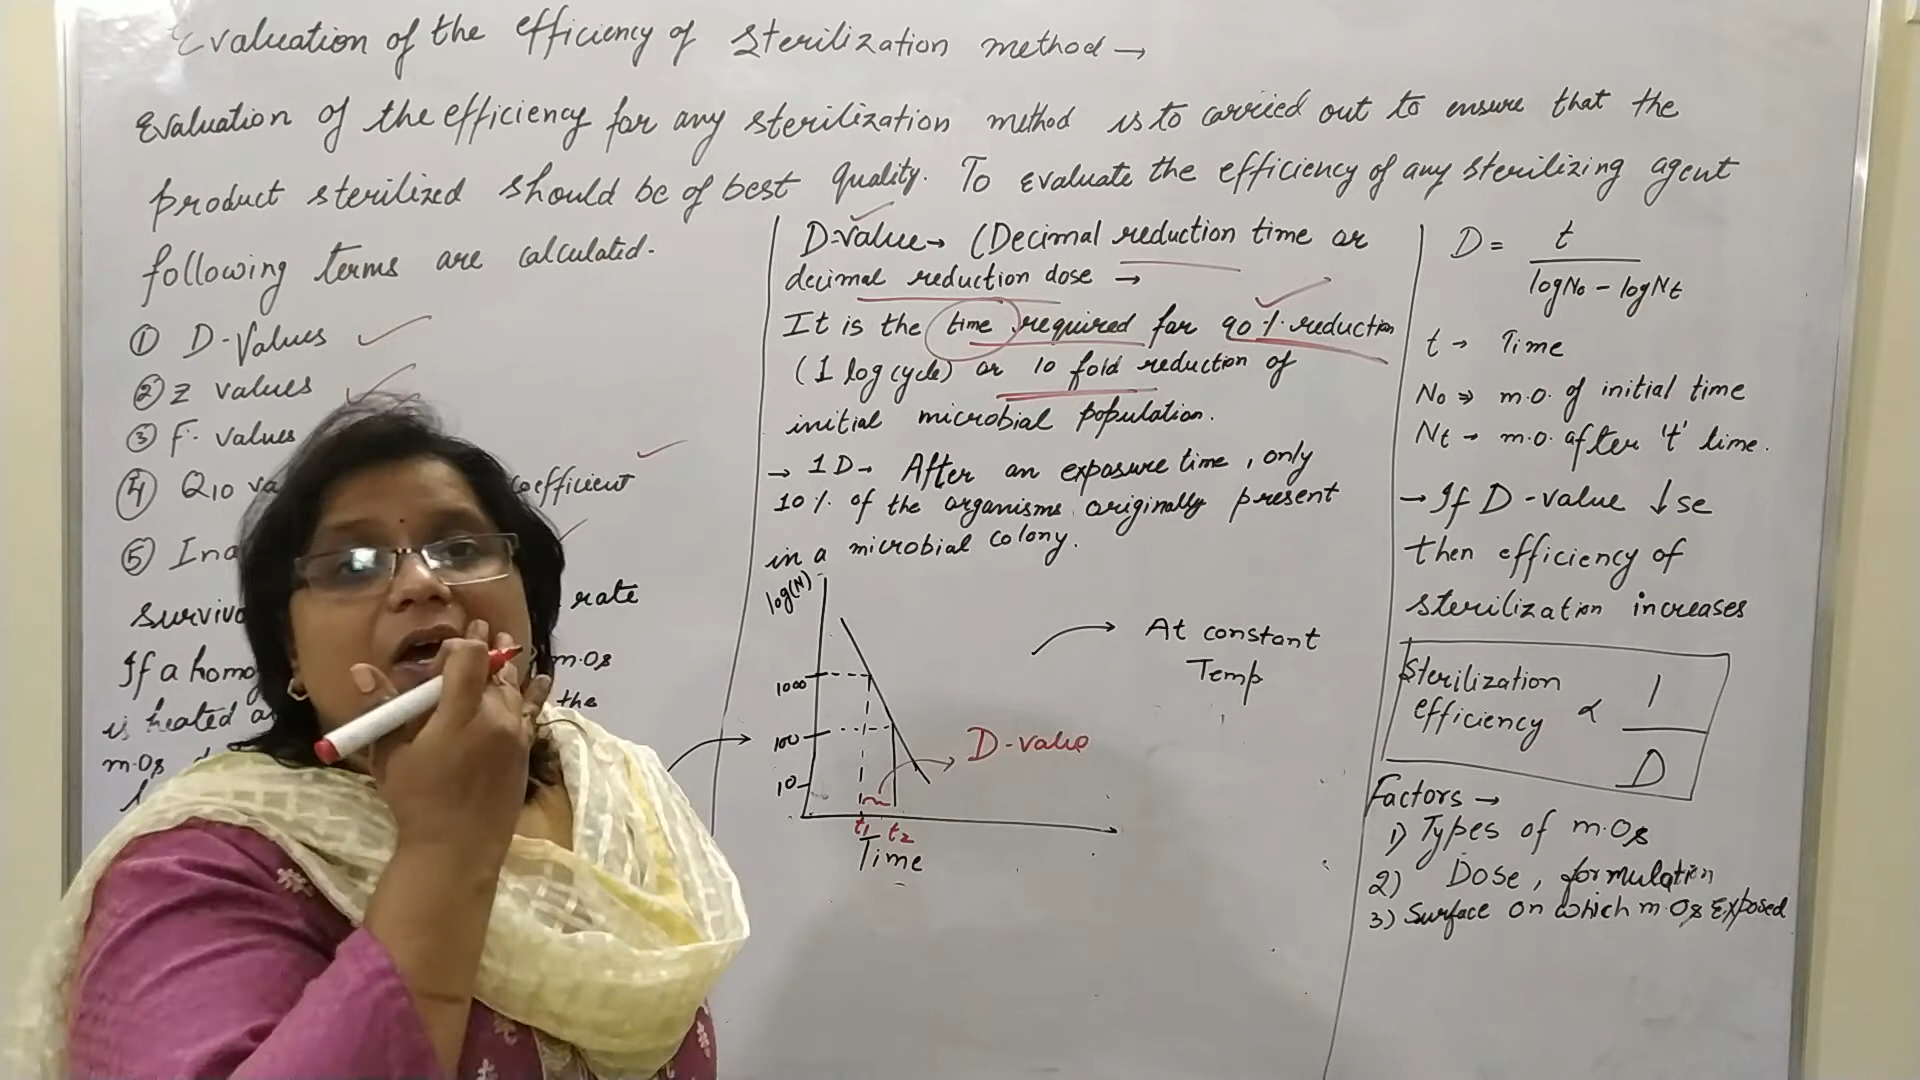 Evaluation of the efficiency of Sterilization method →
Evaluation of the efficiency for any sterilization method is to carried out to ensure that the
product sterilized should be of best quality. To evaluate the efficiency of any sterilizing agent
following terms are calculated.
① D-Values
② Z values
③ F. values
④ Q10 coefficient
⑤
rate
If a
m.Os
is heated
the
m.Os
D-value → (Decimal reduction time or
decimal reduction dose →
It is the time required for 90% reduction
(1 log cycle) or 10 fold reduction of
initial microbial population.
→ 1D → After an exposure time, only
10% of the organisms originally present
in a microbial colony.
log(N)
1000
100
10
t1 t2
Time
D-value
At constant
Temp
D = t
logN0 - logNt
t → Time
N0 ⇒ m.o. of initial time
Nt → m.o. after 't' time.
→ If D-value ↓se
then efficiency of
sterilization increases
Sterilization
efficiency ∝ 1
D
Factors →
1) Types of m.Os
2) Dose, formulation
3) Surface on which m.Os Exposed